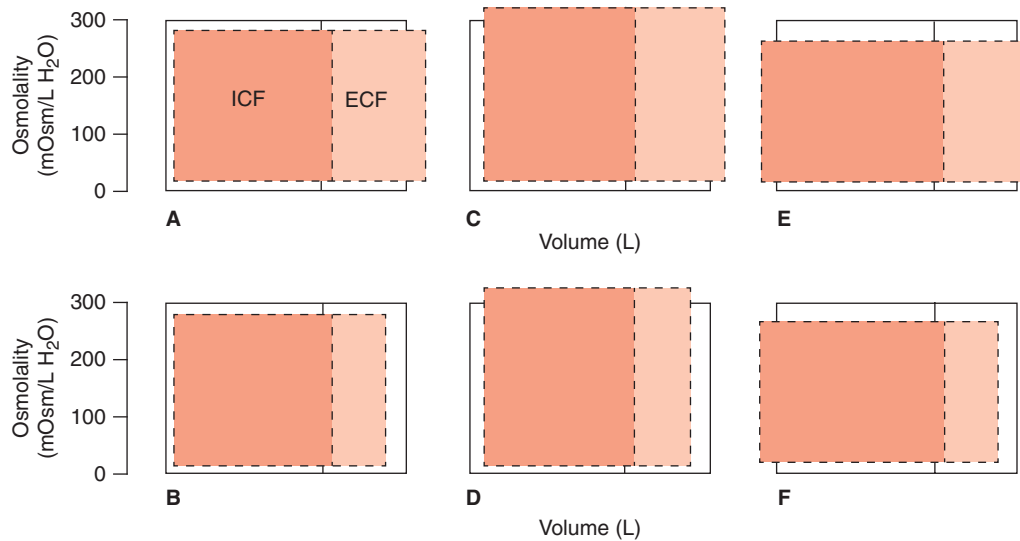 Osmolality
(mOsm/L H₂O)
300
200
100
0
ICF
ECF
A
C
E
Volume (L)
Osmolality
(mOsm/L H₂O)
300
200
100
0
B
D
F
Volume (L)